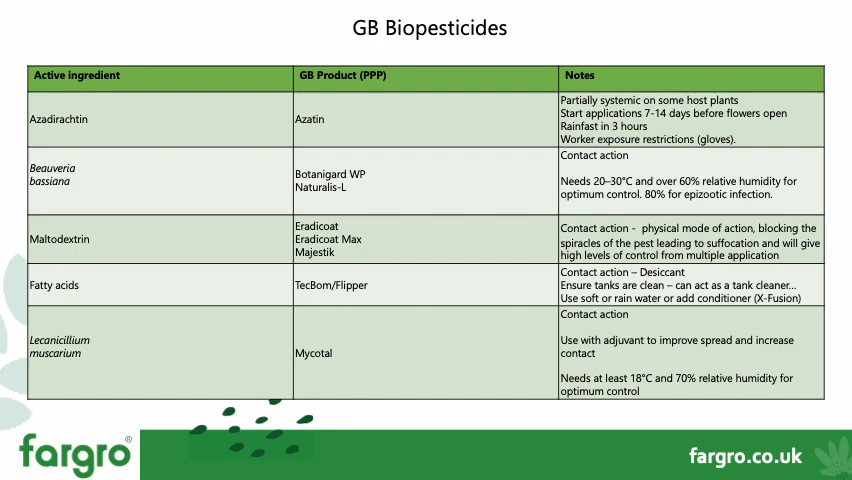 GB Biopesticides
Active ingredient
GB Product (PPP)
Notes
Azadirachtin
Azatin
Partially systemic on some host plants
Start applications 7-14 days before flowers open
Rainfast in 3 hours
Worker exposure restrictions (gloves).
Beauveria
bassiana
Botanigard WP
Naturalis-L
Contact action
Needs 20–30°C and over 60% relative humidity for
optimum control. 80% for epizootic infection.
Maltodextrin
Eradicoat
Eradicoat Max
Majestik
Contact action - physical mode of action, blocking the
spiracles of the pest leading to suffocation and will give
high levels of control from multiple application
Fatty acids
TecBom/Flipper
Contact action – Desiccant
Ensure tanks are clean – can act as a tank cleaner...
Use soft or rain water or add conditioner (X-Fusion)
Lecanicillium
muscarium
Mycotal
Contact action
Use with adjuvant to improve spread and increase
contact
Needs at least 18°C and 70% relative humidity for
optimum control
fargro®
fargro.co.uk